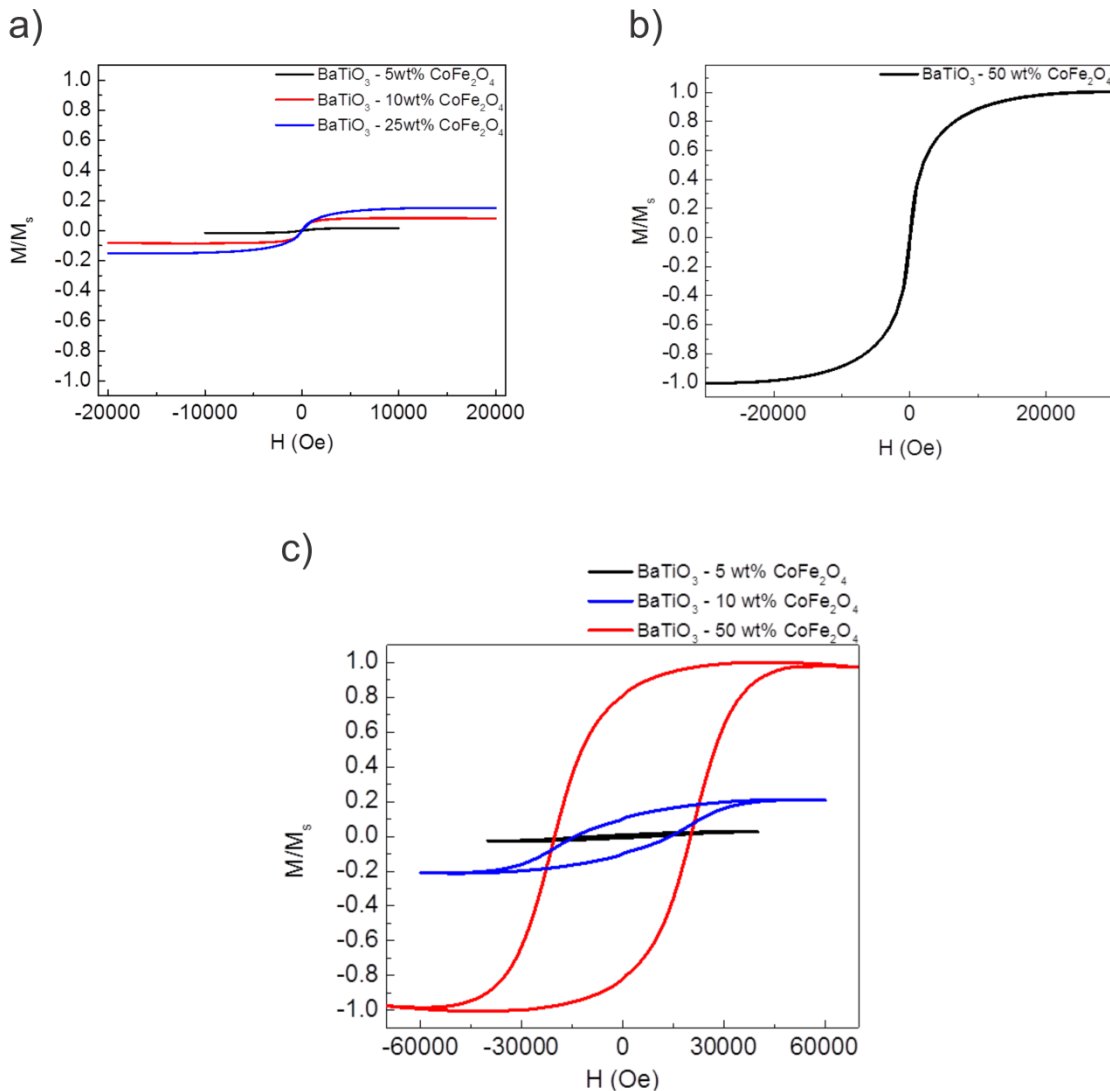 a)
BaTiO₃ - 5wt% CoFe₂O₄
BaTiO₃ - 10wt% CoFe₂O₄
BaTiO₃ - 25wt% CoFe₂O₄
1.0
0.8
0.6
0.4
0.2
0.0
-0.2
-0.4
-0.6
-0.8
-1.0
M/Mₛ
-20000 -10000 0 10000 20000
H (Oe)
b)
BaTiO₃ - 50 wt% CoFe₂O₄
1.0
0.8
0.6
0.4
0.2
0.0
-0.2
-0.4
-0.6
-0.8
-1.0
M/Mₛ
-20000 0 20000
H (Oe)
c)
BaTiO₃ - 5 wt% CoFe₂O₄
BaTiO₃ - 10 wt% CoFe₂O₄
BaTiO₃ - 50 wt% CoFe₂O₄
1.0
0.8
0.6
0.4
0.2
0.0
-0.2
-0.4
-0.6
-0.8
-1.0
M/Mₛ
-60000 -30000 0 30000 60000
H (Oe)